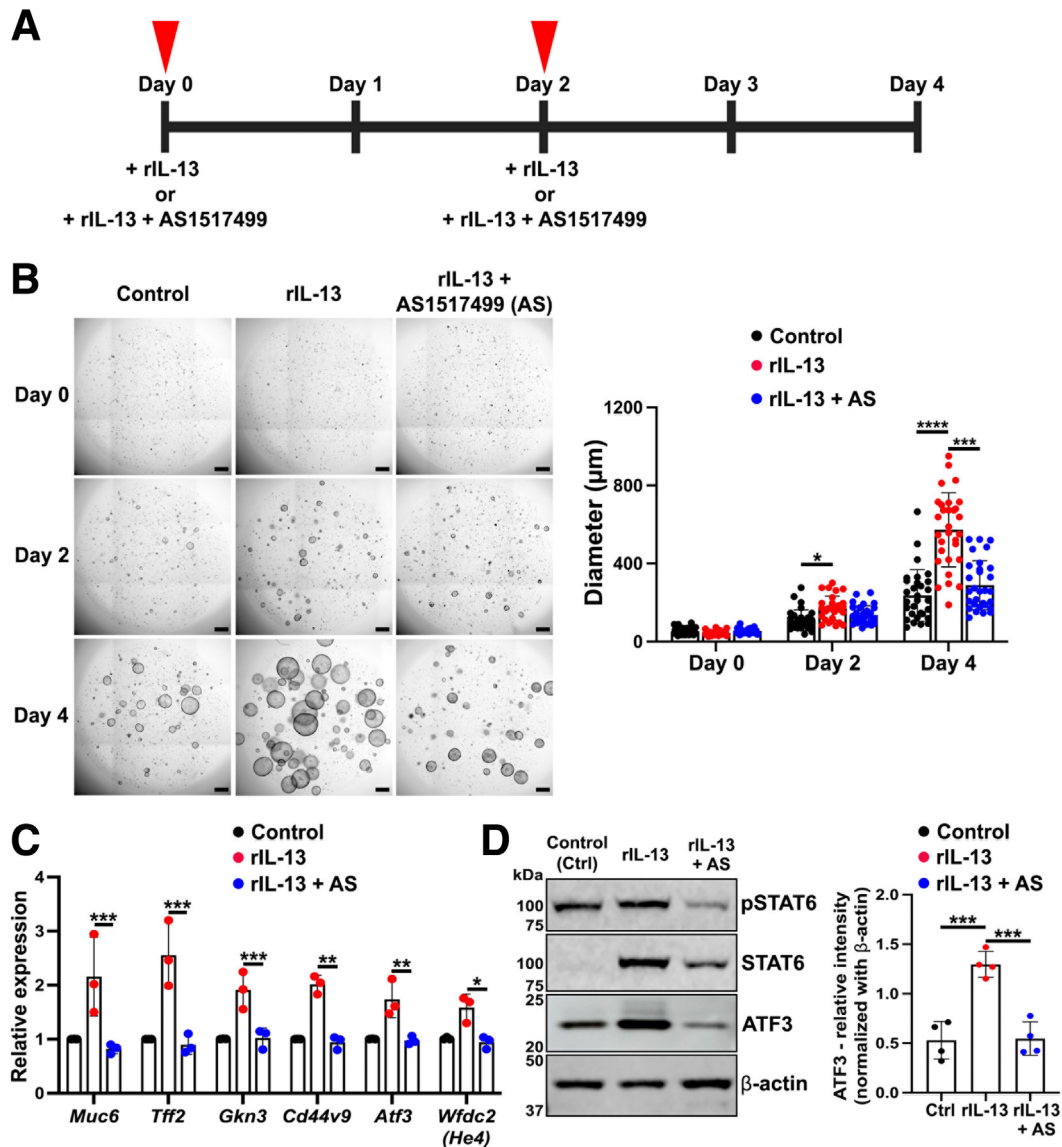 A
Day 0
Day 1
Day 2
Day 3
Day 4
+ rIL-13
or
+ rIL-13 + AS1517499
+ rIL-13
or
+ rIL-13 + AS1517499
B
Control
rIL-13
rIL-13 +
AS1517499 (AS)
Day 0
Day 2
Day 4
Control
rIL-13
rIL-13 + AS
Diameter (μm)
1200
800
400
0
****
***
*
Day 0
Day 2
Day 4
C
Control
rIL-13
rIL-13 + AS
Relative expression
4
3
2
1
0
***
***
***
**
**
*
Muc6
Tff2
Gkn3
Cd44v9
Atf3
Wfdc2
(He4)
D
Control
(Ctrl)
rIL-13
rIL-13
+ AS
kDa
100
75
pSTAT6
100
75
STAT6
25
20
ATF3
50
37
β-actin
Control
rIL-13
rIL-13 + AS
ATF3 - relative intensity
(normalized with β-actin)
2.0
1.5
1.0
0.5
0.0
***
***
Ctrl
rIL-13
rIL-13
+ AS